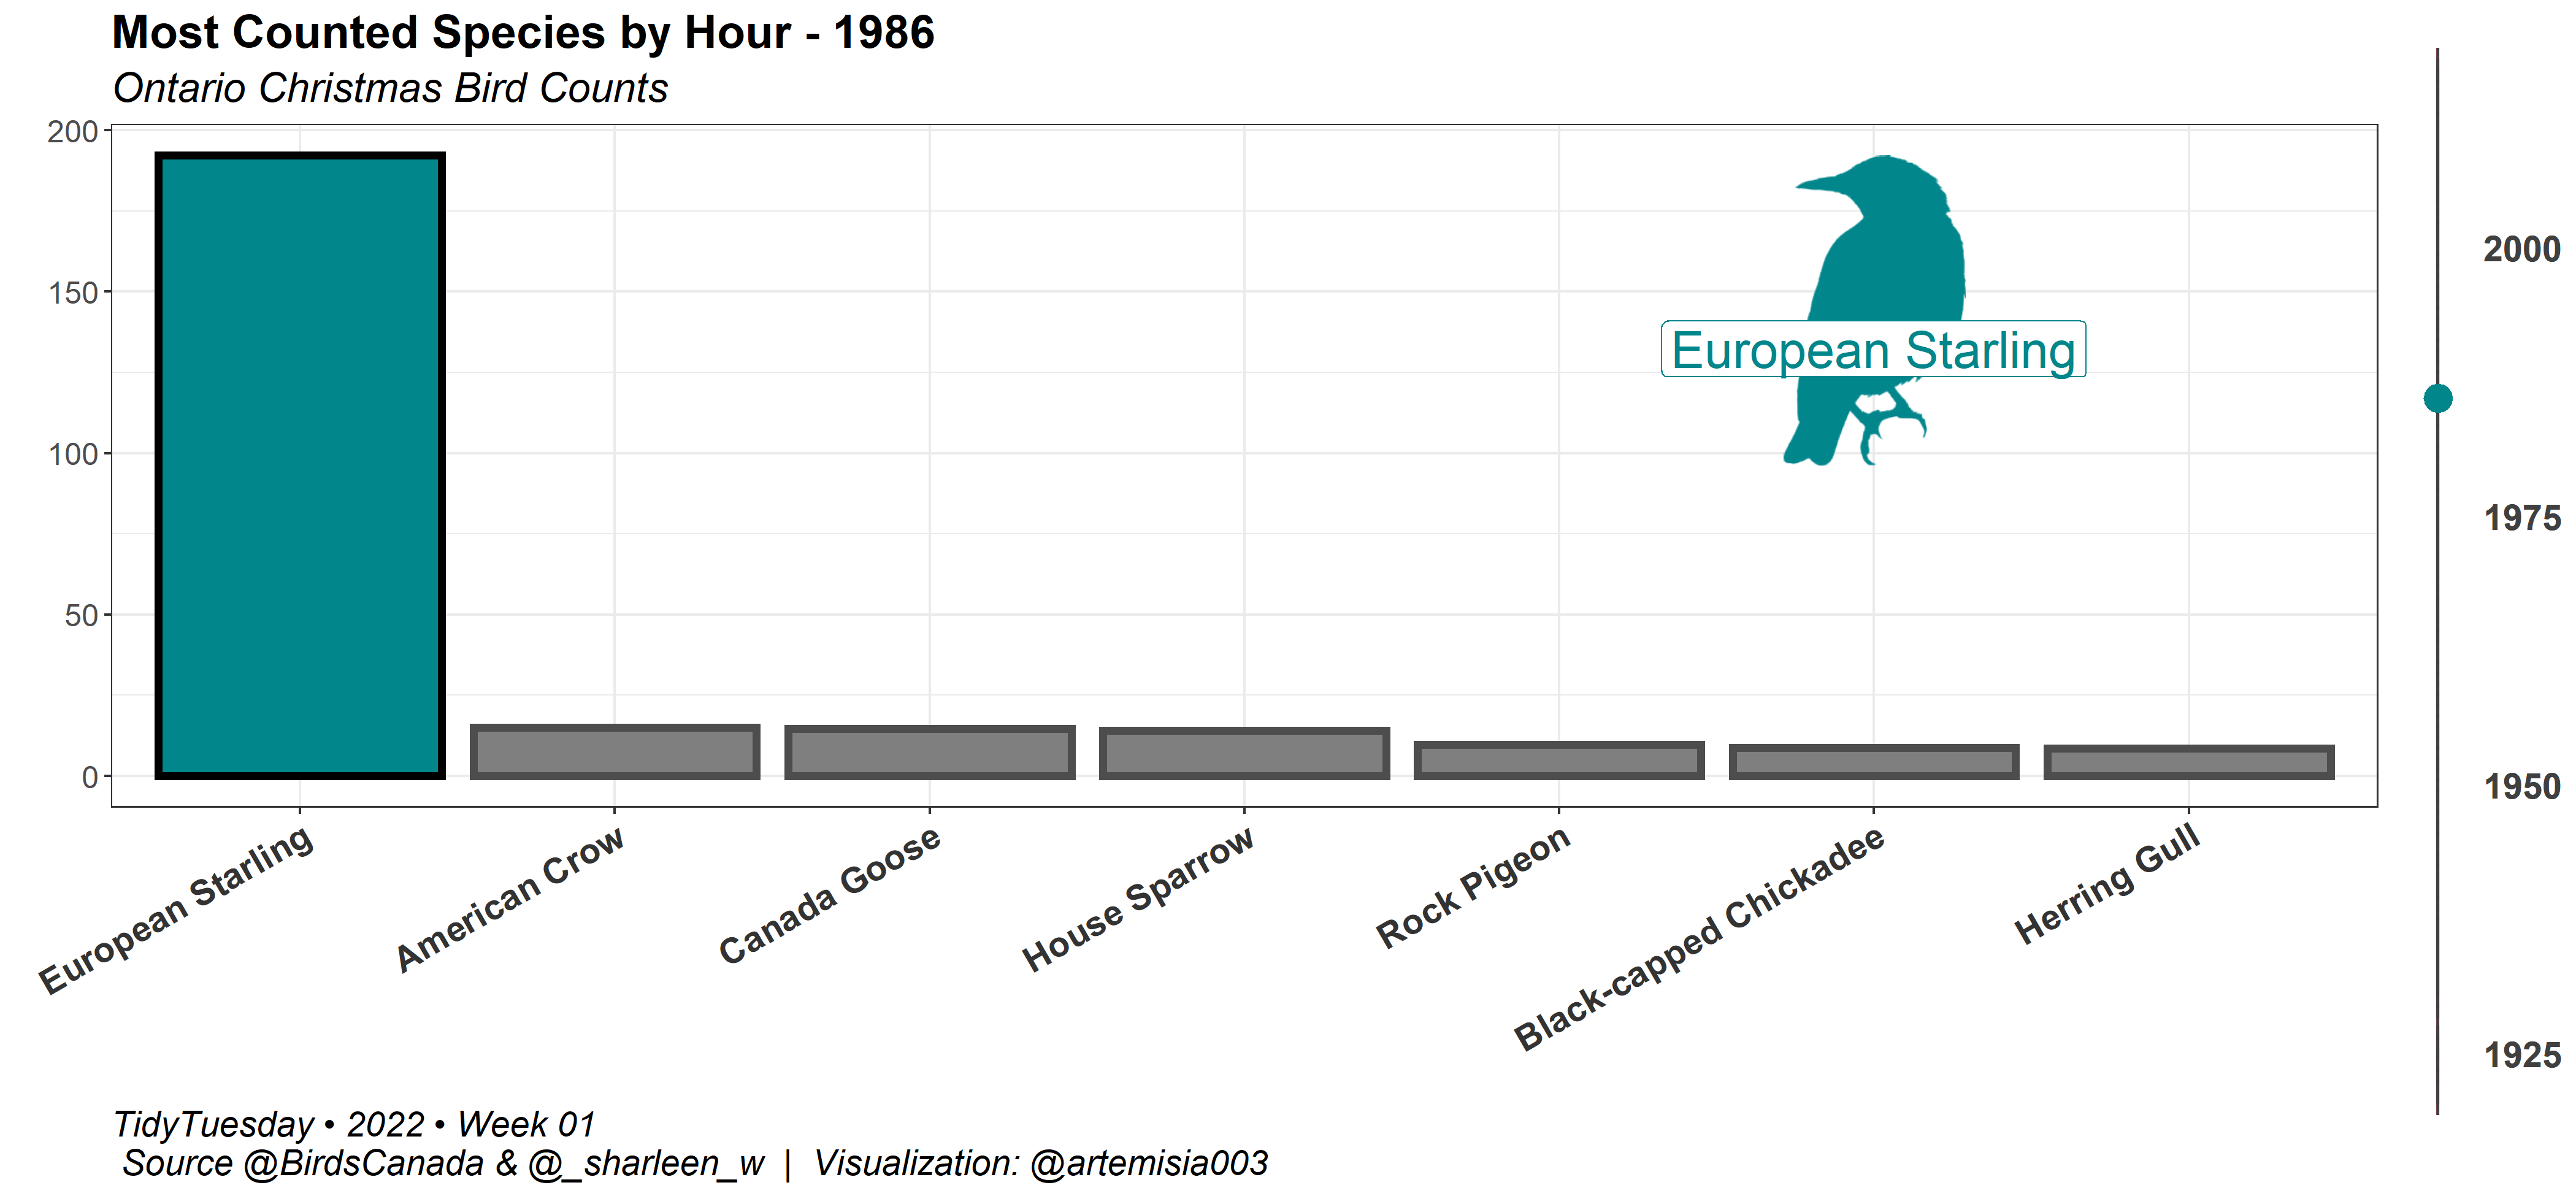 Most Counted Species by Hour - 1986
Ontario Christmas Bird Counts
200
150
100
50
0
European Starling
European Starling
American Crow
Canada Goose
House Sparrow
Rock Pigeon
Black-capped Chickadee
Herring Gull
2000
1975
1950
1925
TidyTuesday • 2022 • Week 01
Source @BirdsCanada & @_sharleen_w | Visualization: @artemisia003